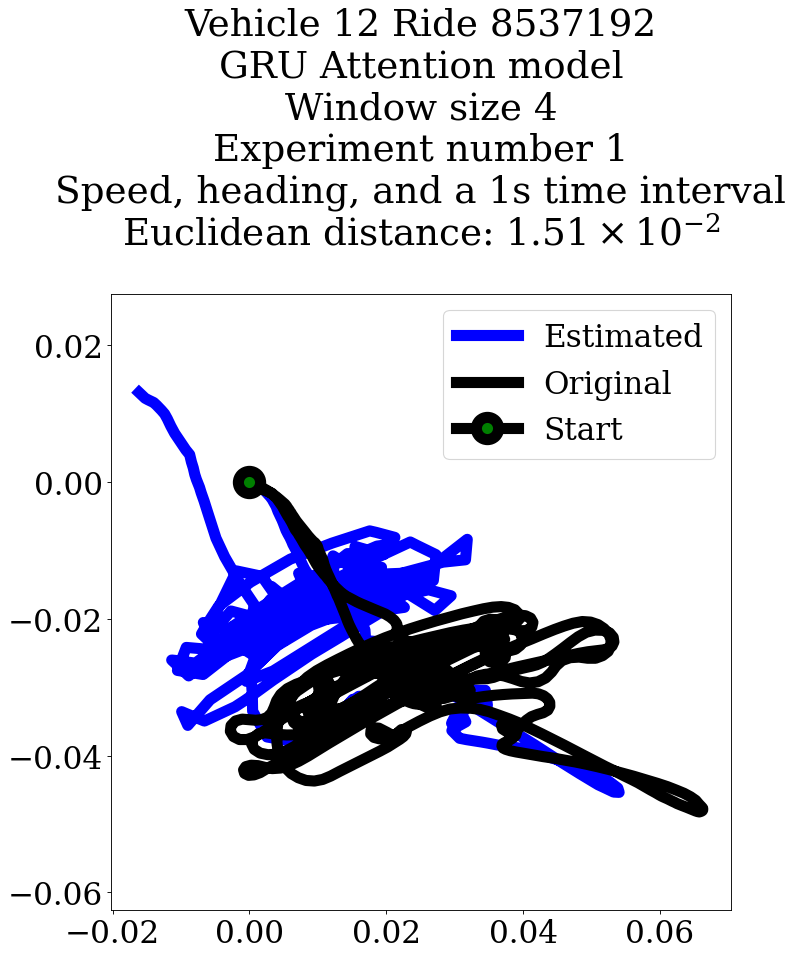 Vehicle 12 Ride 8537192
GRU Attention model
Window size 4
Experiment number 1
Speed, heading, and a 1s time interval
Euclidean distance: 1.51 × 10⁻²
Estimated
Original
Start
0.02
0.00
−0.02
−0.04
−0.06
−0.02 0.00 0.02 0.04 0.06